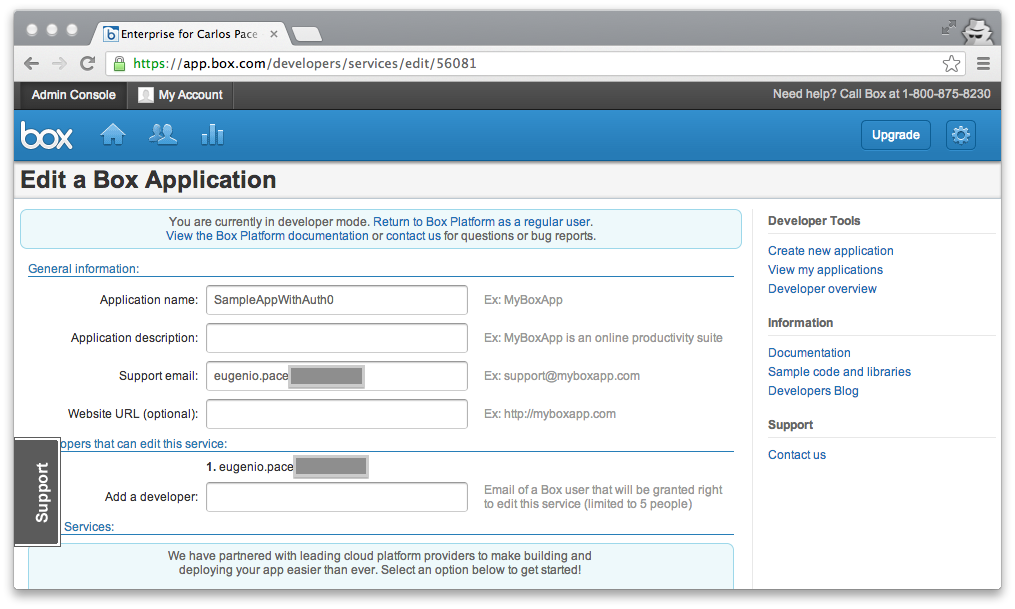 Enterprise for Carlos Pace
https://app.box.com/developers/services/edit/56081
Admin Console My Account Need help? Call Box at 1-800-875-8230
box Upgrade
Edit a Box Application
You are currently in developer mode. Return to Box Platform as a regular user.
View the Box Platform documentation or contact us for questions or bug reports.
General information:
Application name: SampleAppWithAuth0 Ex: MyBoxApp
Application description: Ex: MyBoxApp is an online productivity suite
Support email: eugenio.pace Ex: support@myboxapp.com
Website URL (optional): Ex: http://myboxapp.com
opers that can edit this service:
1. eugenio.pace
Add a developer: Email of a Box user that will be granted right
to edit this service (limited to 5 people)
Support
Services:
We have partnered with leading cloud platform providers to make building and
deploying your app easier than ever. Select an option below to get started!
Developer Tools
Create new application
View my applications
Developer overview
Information
Documentation
Sample code and libraries
Developers Blog
Support
Contact us